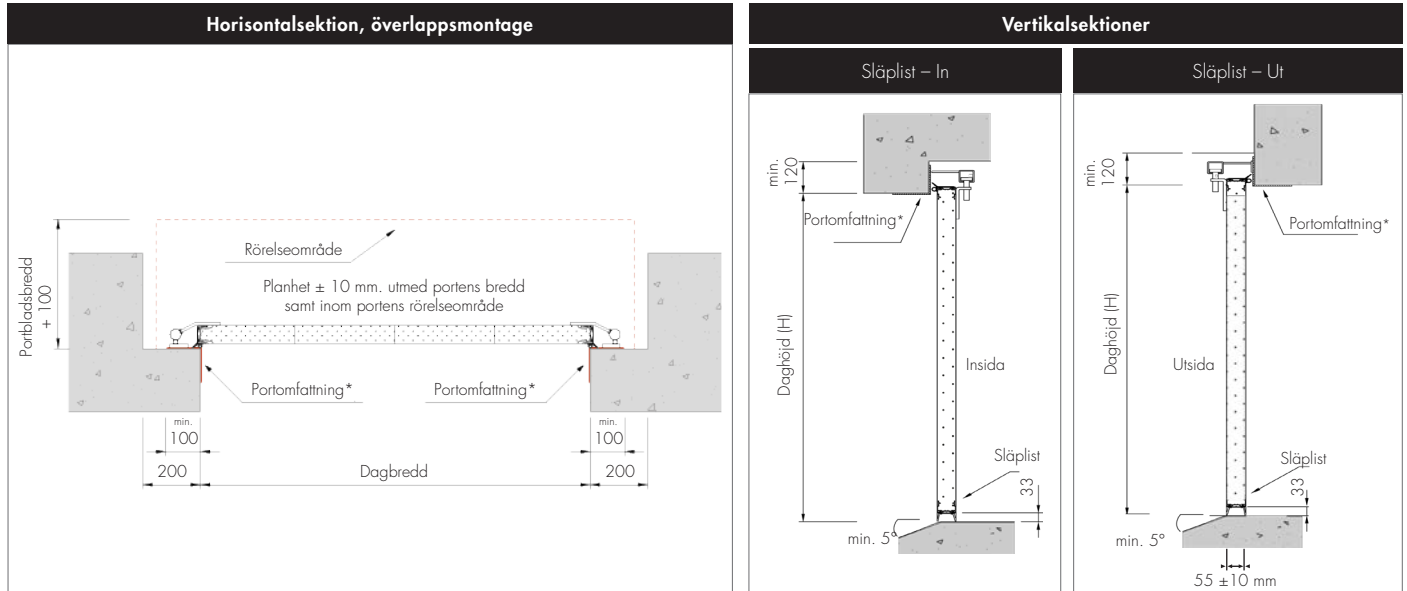 Horisontalsektion, överlappsmontage
Rörelseområde
Planhet ± 10 mm. utmed portens bredd
samt inom portens rörelseområde
Portbladsbredd
+ 100
Portomfattning*
Portomfattning*
min.
100
min.
100
200
Dagbredd
200
Vertikalsektioner
Släplist – In
min.
120
Portomfattning*
Daghöjd (H)
Insida
Släplist
33
min. 5°
Släplist – Ut
min.
120
Portomfattning*
Daghöjd (H)
Utsida
Släplist
33
min. 5°
55 ±10 mm